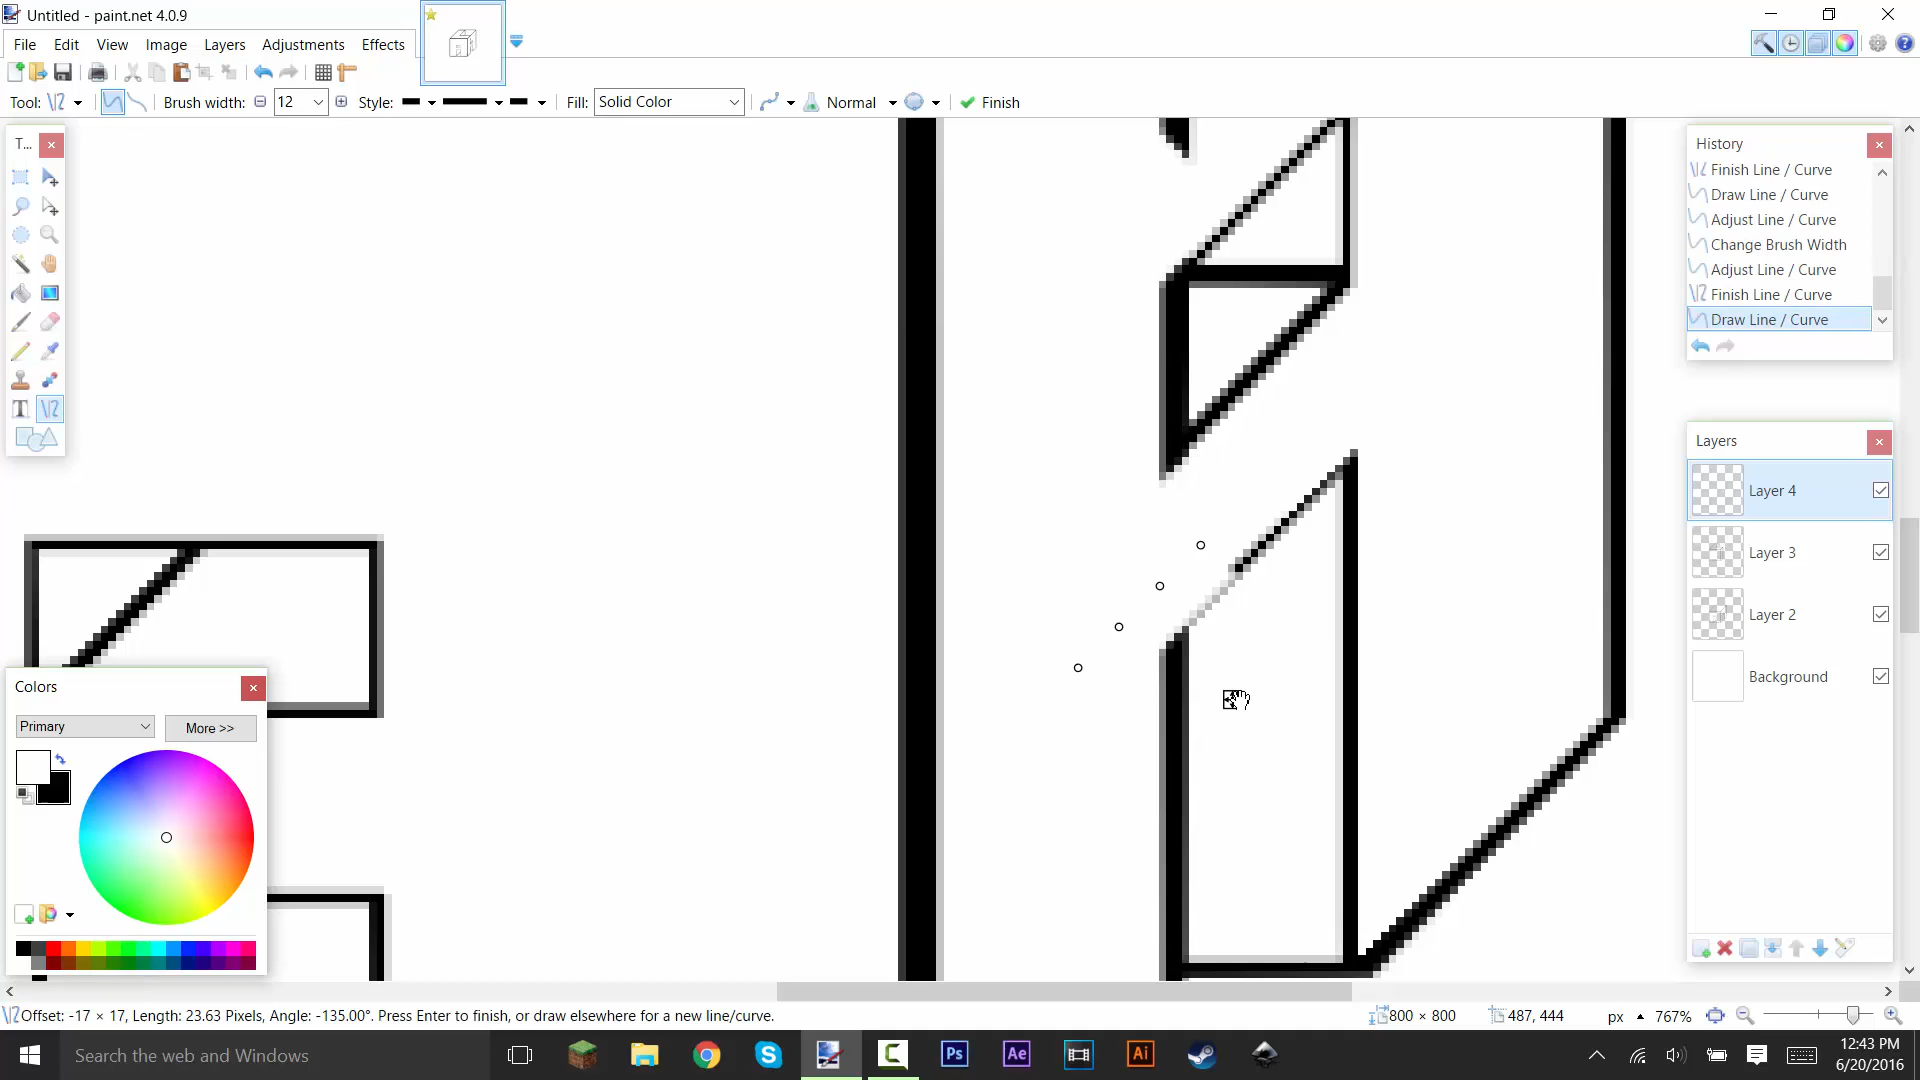 Untitled - paint.net 4.0.9
File Edit View Image Layers Adjustments Effects
Tool: Brush width: 12 Style: Fill: Solid Color Normal Finish
T...
History
Finish Line / Curve
Draw Line / Curve
Adjust Line / Curve
Change Brush Width
Adjust Line / Curve
Finish Line / Curve
Draw Line / Curve
Layers
Layer 4
Layer 3
Layer 2
Background
Colors
Primary
More >>
Offset: -17 × 17, Length: 23.63 Pixels, Angle: -135.00°. Press Enter to finish, or draw elsewhere for a new line/curve.
800 × 800
487, 444
px
767%
Search the web and Windows
Ps
Ae
Ai
12:43 PM
6/20/2016